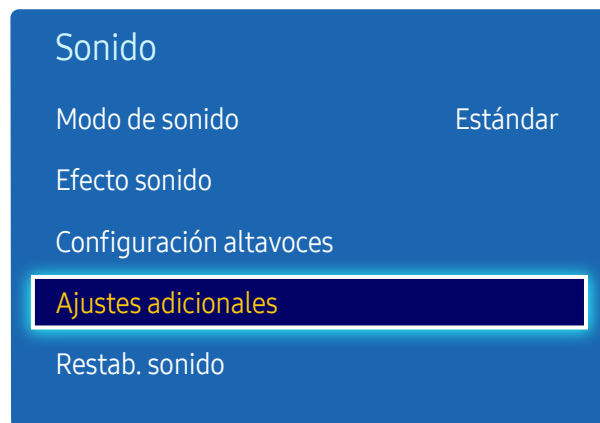 Sonido
Modo de sonido Estándar
Efecto sonido
Configuración altavoces
Ajustes adicionales
Restab. sonido